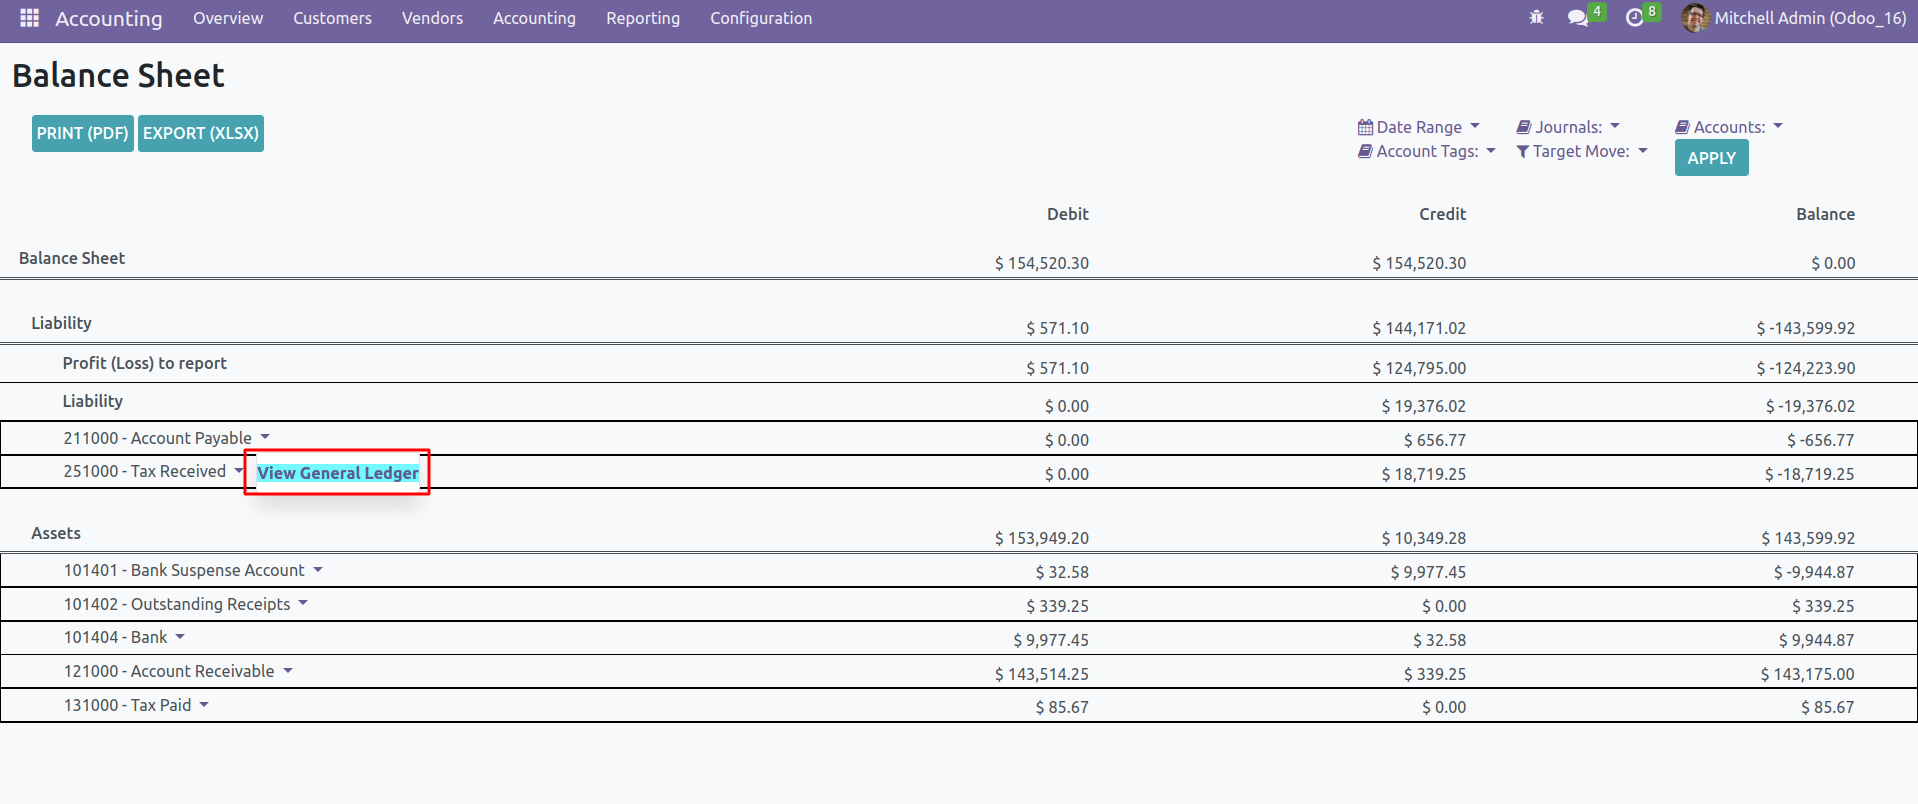 Accounting Overview Customers Vendors Accounting Reporting Configuration 4 8 Mitchell Admin (Odoo_16)
Balance Sheet
PRINT (PDF) EXPORT (XLSX)
Date Range Journals: Accounts:
Account Tags: Target Move:
APPLY
Debit Credit Balance
Balance Sheet $ 154,520.30 $ 154,520.30 $ 0.00
Liability $ 571.10 $ 144,171.02 $ -143,599.92
Profit (Loss) to report $ 571.10 $ 124,795.00 $ -124,223.90
Liability $ 0.00 $ 19,376.02 $ -19,376.02
211000 - Account Payable $ 0.00 $ 656.77 $ -656.77
251000 - Tax Received View General Ledger $ 0.00 $ 18,719.25 $ -18,719.25
Assets $ 153,949.20 $ 10,349.28 $ 143,599.92
101401 - Bank Suspense Account $ 32.58 $ 9,977.45 $ -9,944.87
101402 - Outstanding Receipts $ 339.25 $ 0.00 $ 339.25
101404 - Bank $ 9,977.45 $ 32.58 $ 9,944.87
121000 - Account Receivable $ 143,514.25 $ 339.25 $ 143,175.00
131000 - Tax Paid $ 85.67 $ 0.00 $ 85.67